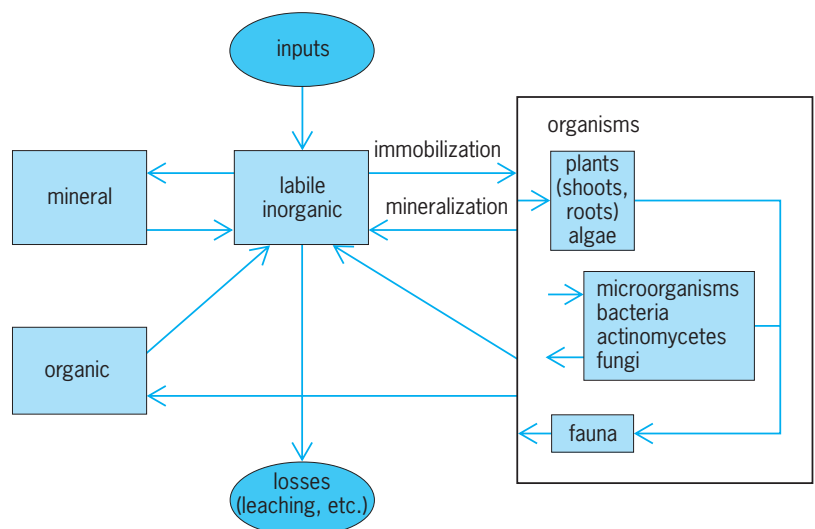 inputs
immobilization
organisms
mineral
labile
inorganic
mineralization
plants
(shoots,
roots)
algae
microorganisms
bacteria
actinomycetes
fungi
organic
fauna
losses
(leaching, etc.)